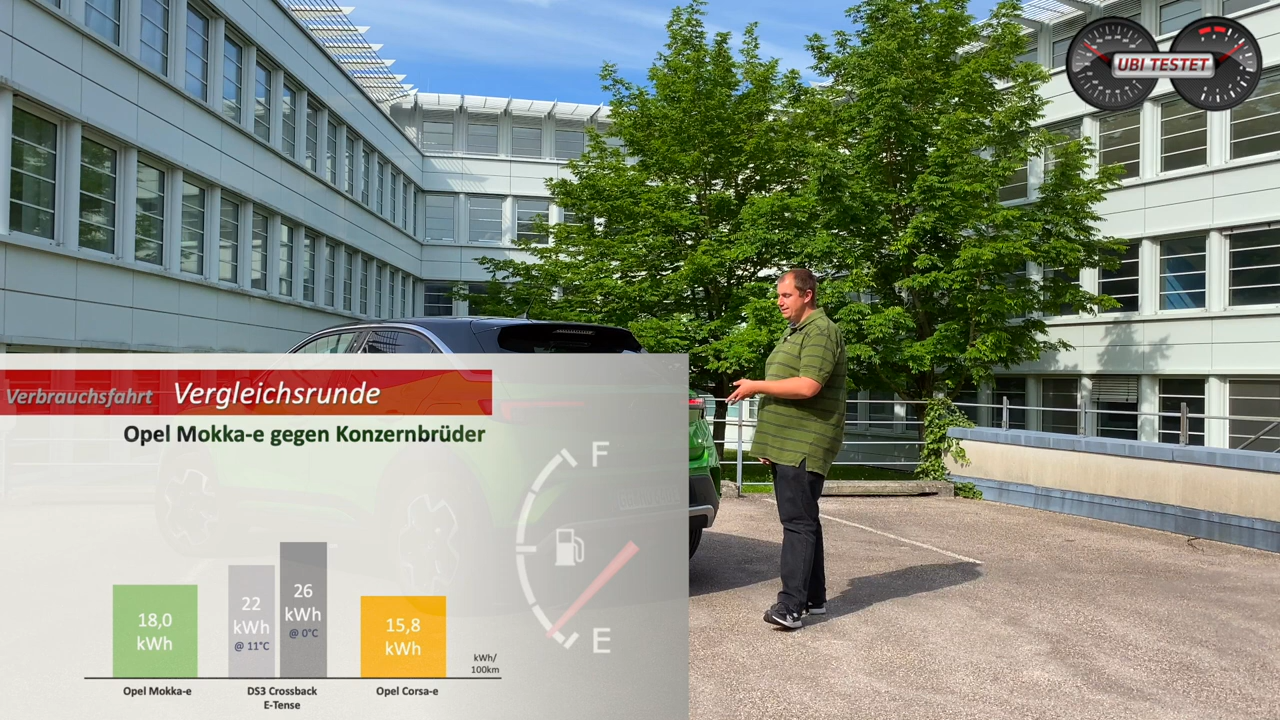 UBI TESTET
Verbrauchsfahrt Vergleichsrunde
Opel Mokka-e gegen Konzernbrüder
F
E
18,0
kWh
22
kWh
@ 11°C
26
kWh
@ 0°C
15,8
kWh
kWh/
100km
Opel Mokka-e
DS3 Crossback
E-Tense
Opel Corsa-e